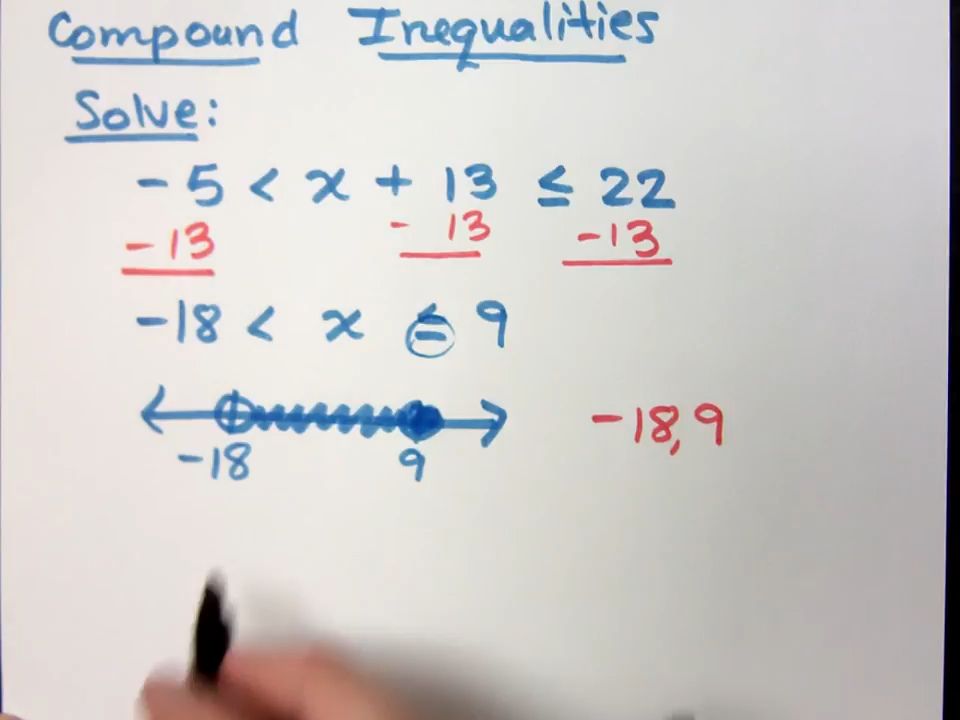 Compound Inequalities
Solve:
- 5 < x + 13 ≤ 22
- 13 - 13 - 13
-18 < x ≤ 9
-18 9 -18, 9